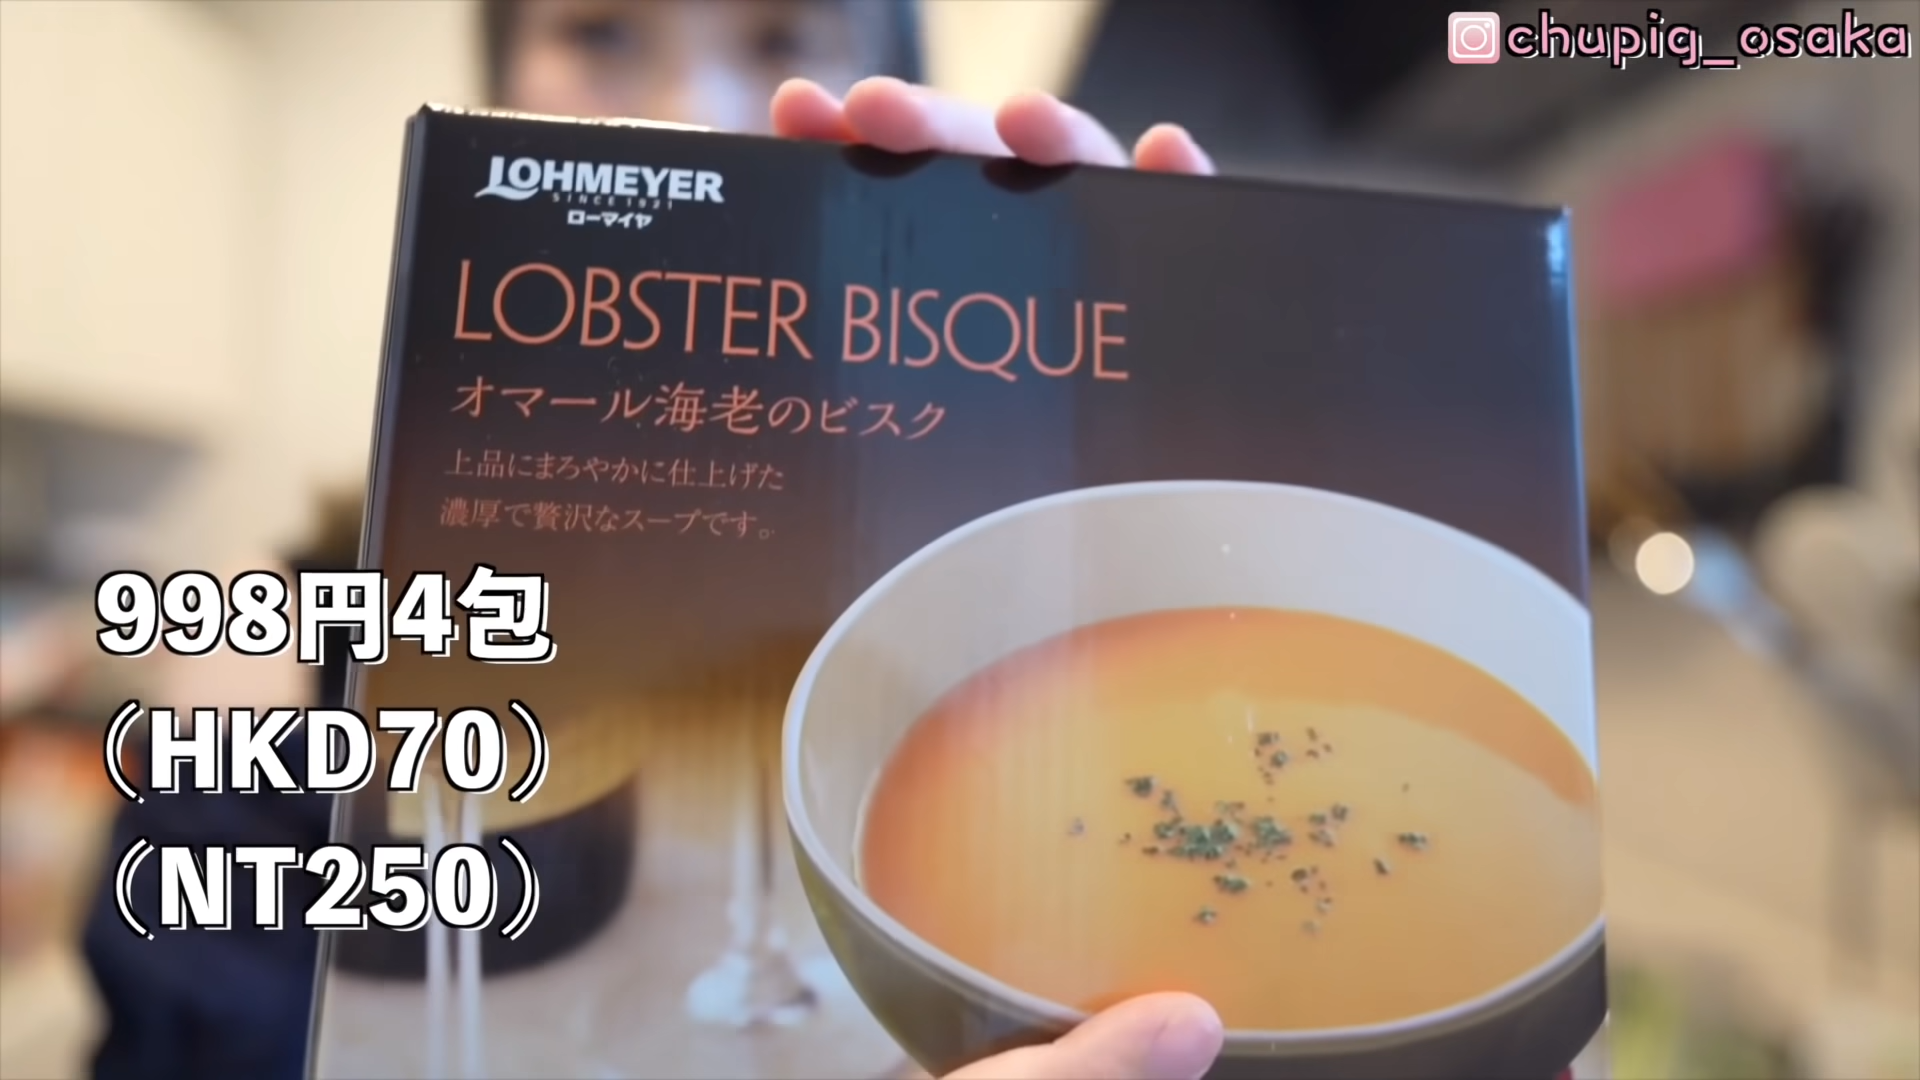 chupig_osaka
LOHMEYER
SINCE 1921
ローマイヤ
LOBSTER BISQUE
オマール海老のビスク
上品にまろやかに仕上げた
濃厚で贅沢なスープです。
998円4包
（HKD70）
（NT250）